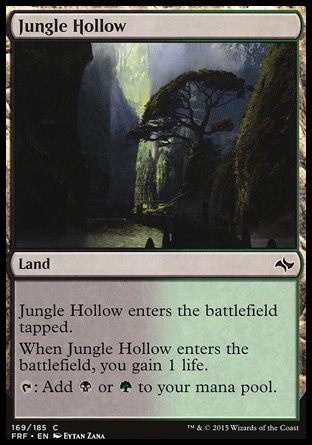 Jungle Hollow
Land
Jungle Hollow enters the battlefield
tapped.
When Jungle Hollow enters the
battlefield, you gain 1 life.
: Add or to your mana pool.
169/185 C
FRF • EN Eytan Zana
™ & © 2015 Wizards of the Coast